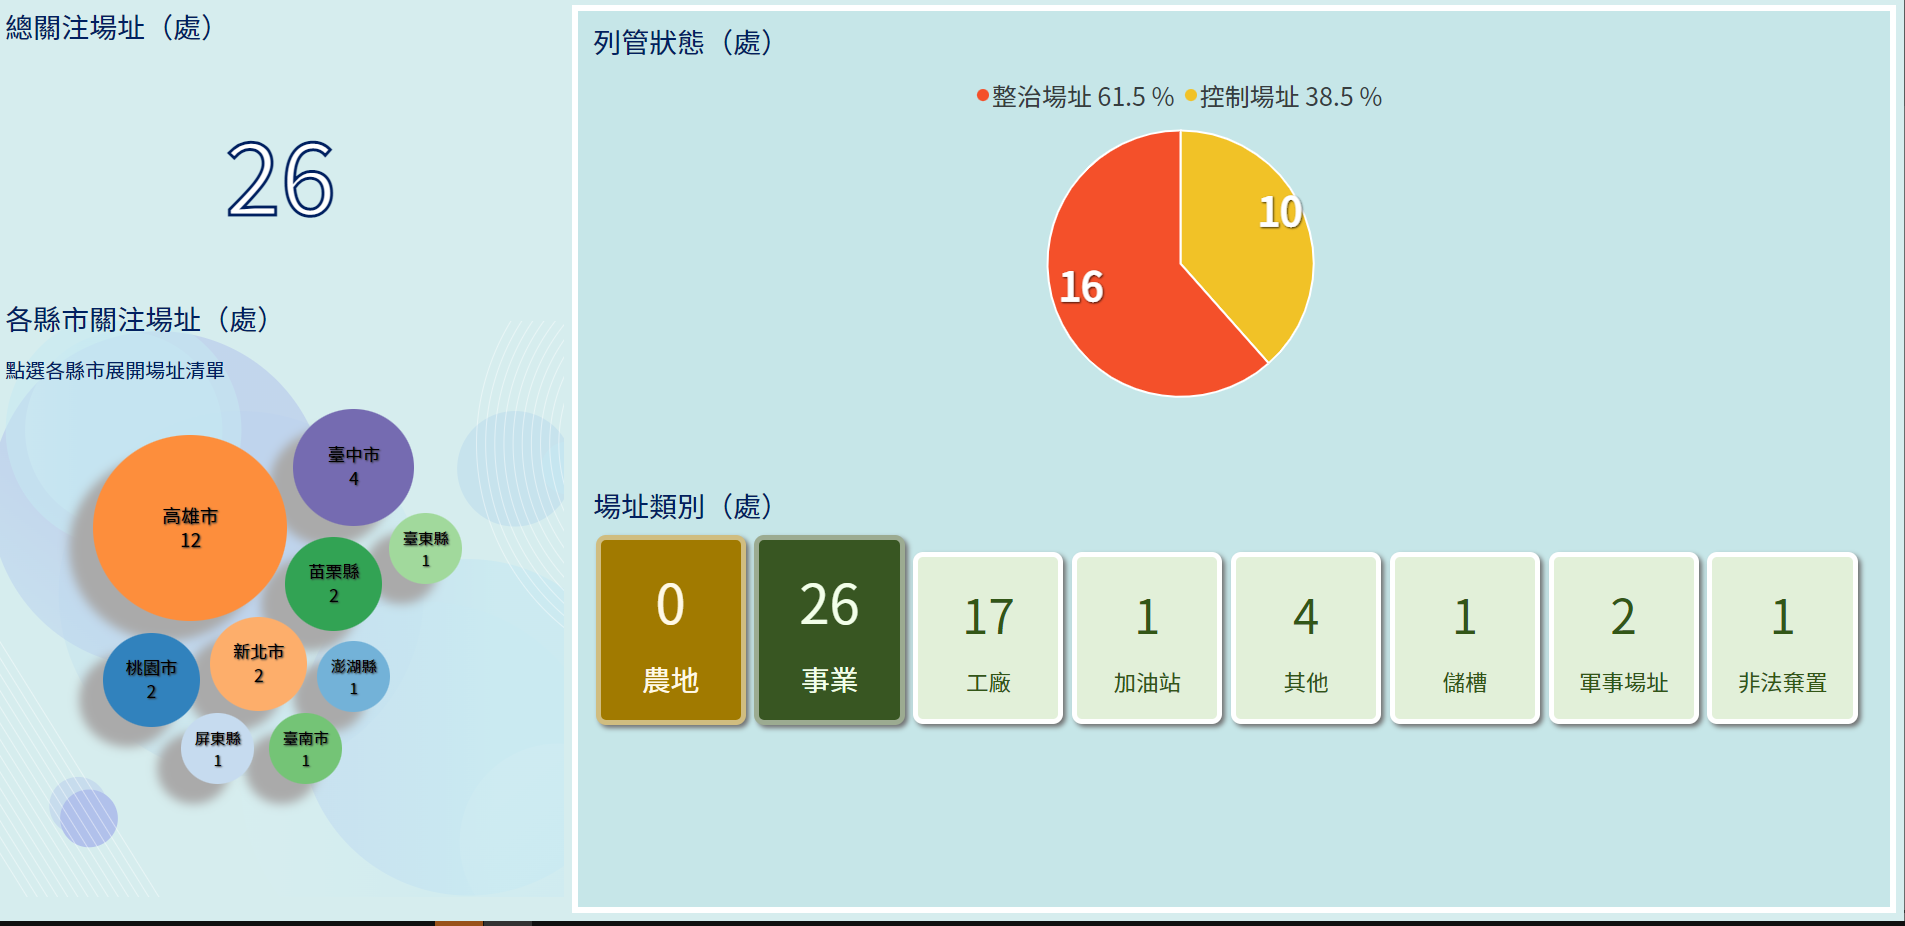 總關注場址（處）
26
各縣市關注場址（處）
點選各縣市展開場址清單
臺中市
4
高雄市
12
臺東縣
1
苗栗縣
2
新北市
2
桃園市
2
澎湖縣
1
屏東縣
1
臺南市
1
列管狀態（處）
整治場址 61.5 % 控制場址 38.5 %
10
16
場址類別（處）
0
農地
26
事業
17
工廠
1
加油站
4
其他
1
儲槽
2
軍事場址
1
非法棄置